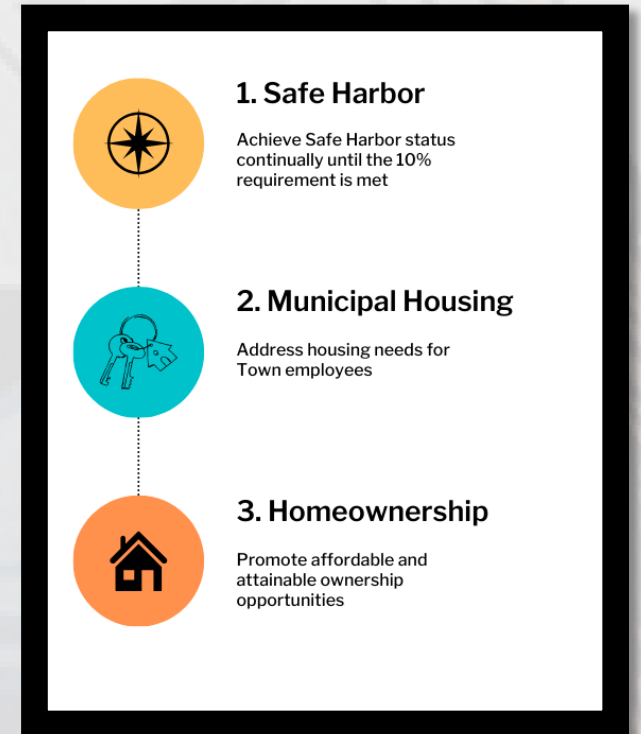 1. Safe Harbor
Achieve Safe Harbor status
continually until the 10%
requirement is met
2. Municipal Housing
Address housing needs for
Town employees
3. Homeownership
Promote affordable and
attainable ownership
opportunities